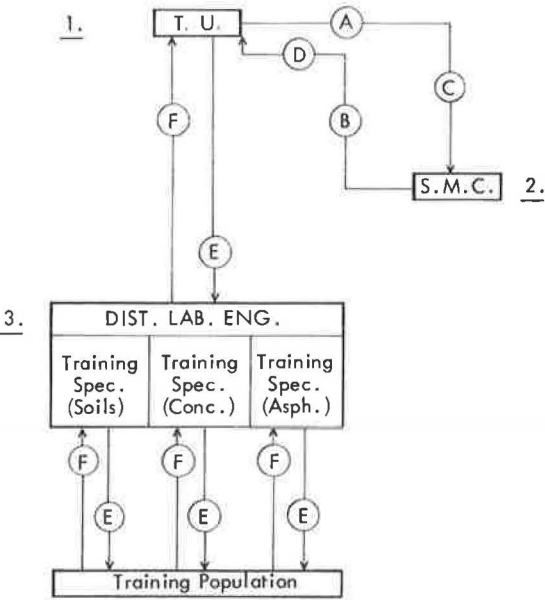 1.
T. U.
A
D
C
F
B
S.M.C.
2.
E
3.
DIST. LAB. ENG.
Training
Spec.
(Soils)
Training
Spec.
(Conc.)
Training
Spec.
(Asph.)
F
F
F
E
E
E
Training Population